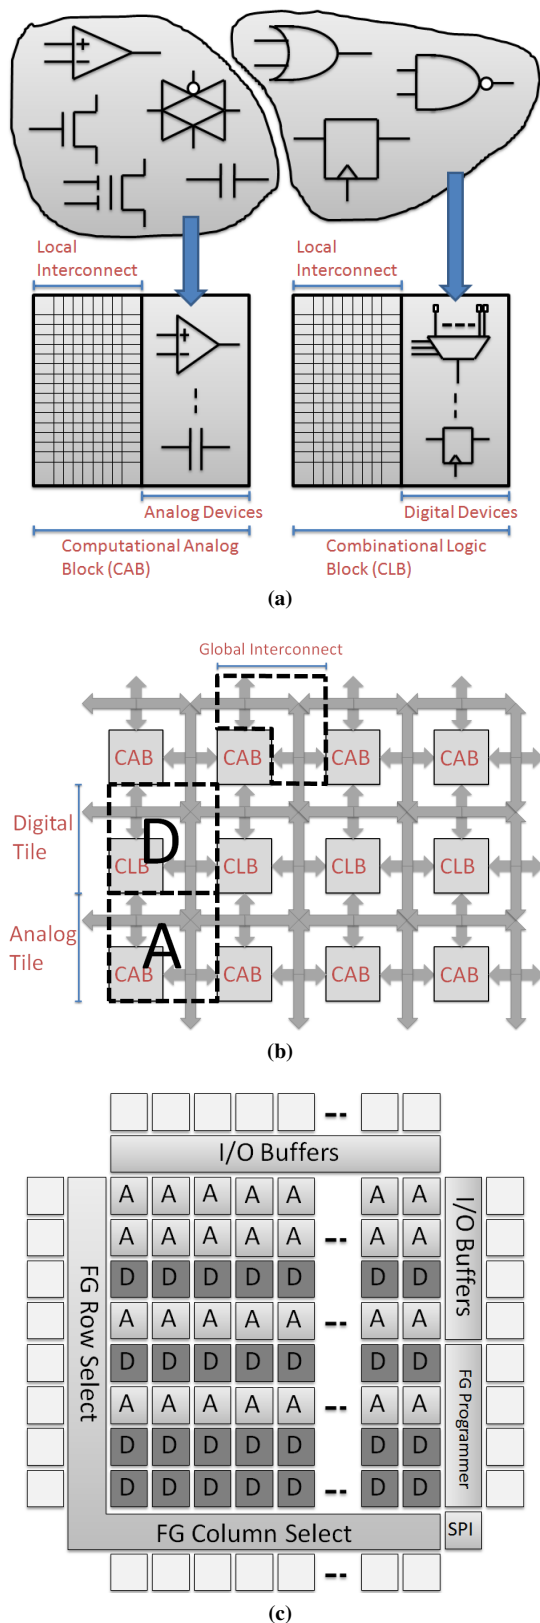 Local
Interconnect
Local
Interconnect
Analog Devices
Digital Devices
Computational Analog
Block (CAB)
Combinational Logic
Block (CLB)
(a)
Global Interconnect
CAB CAB CAB CAB
Digital
Tile
D
CLB CLB CLB CLB
Analog
Tile
A
CAB CAB CAB CAB
(b)
I/O Buffers
FG Row Select
A A A A A -- A A
A A A A A -- A A
D D D D D D D
A A A A A -- A A
D D D D D D D
A A A A A -- A A
D D D D D D D
D D D D D -- D D
I/O Buffers
FG Programmer
FG Column Select
SPI
(c)